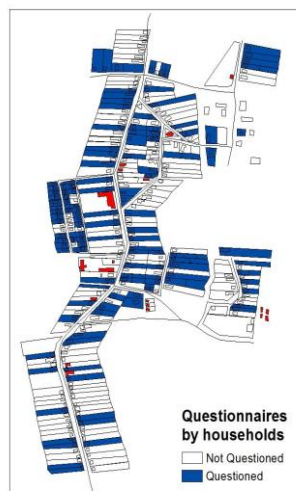 Questionnaires
by households
Not Questioned
Questioned